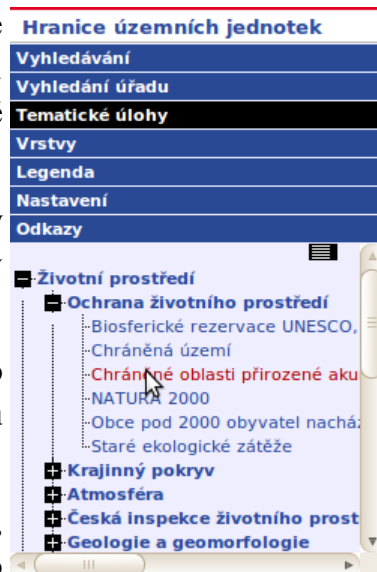 Hranice územních jednotek
Vyhledávání
Vyhledání úřadu
Tematické úlohy
Vrstvy
Legenda
Nastavení
Odkazy
Životní prostředí
Ochrana životního prostředí
Biosferické rezervace UNESCO,
Chráněná území
Chráněné oblasti přirozené aku
NATURA 2000
Obce pod 2000 obyvatel nachá
Staré ekologické zátěže
Krajinný pokryv
Atmosféra
Česká inspekce životního prost
Geologie a geomorfologie